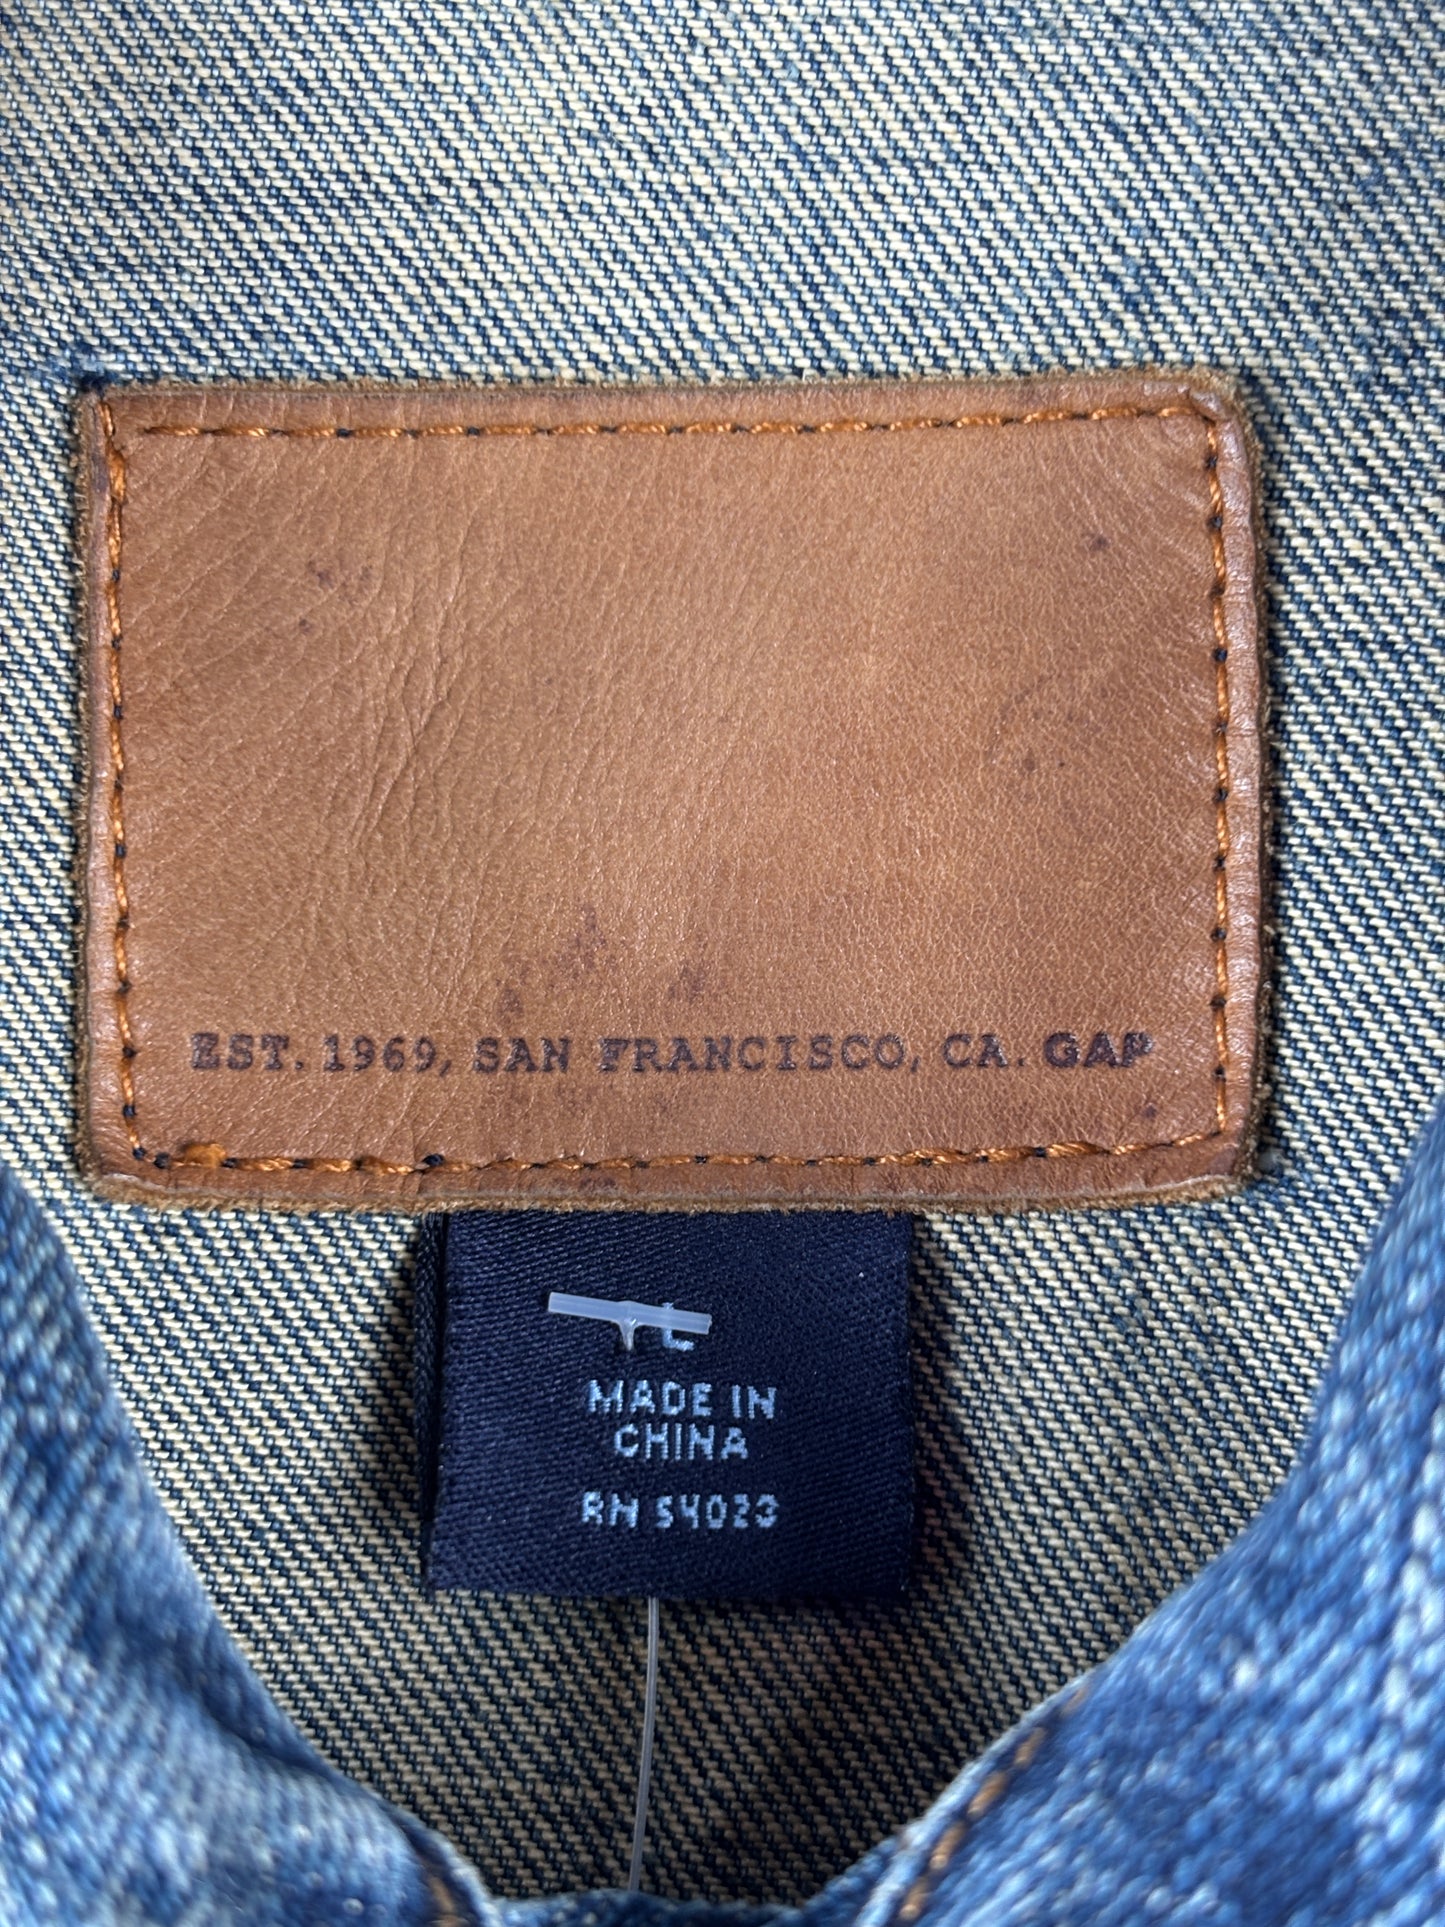 EST. 1969, SAN FRANCISCO, CA. GAP
MADE IN
CHINA
RN 54023